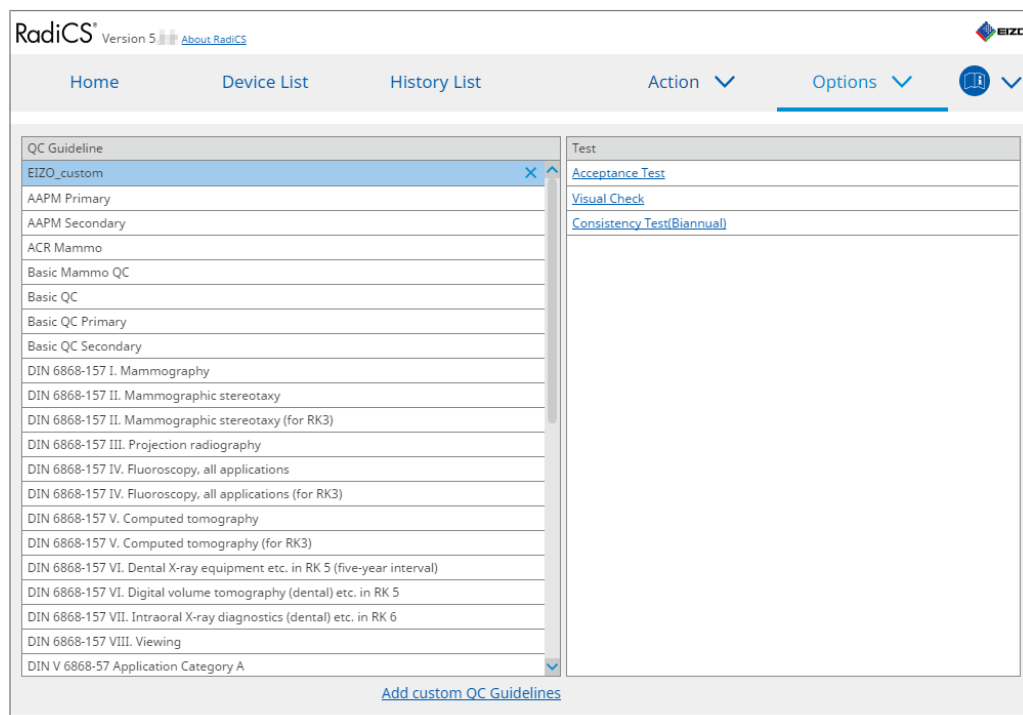 RadiCS® Version 5. About RadiCS
EIZO
Home Device List History List Action Options
QC Guideline
EIZO_custom
AAPM Primary
AAPM Secondary
ACR Mammo
Basic Mammo QC
Basic QC
Basic QC Primary
Basic QC Secondary
DIN 6868-157 I. Mammography
DIN 6868-157 II. Mammographic stereotaxy
DIN 6868-157 II. Mammographic stereotaxy (for RK3)
DIN 6868-157 III. Projection radiography
DIN 6868-157 IV. Fluoroscopy, all applications
DIN 6868-157 IV. Fluoroscopy, all applications (for RK3)
DIN 6868-157 V. Computed tomography
DIN 6868-157 V. Computed tomography (for RK3)
DIN 6868-157 VI. Dental X-ray equipment etc. in RK 5 (five-year interval)
DIN 6868-157 VI. Digital volume tomography (dental) etc. in RK 5
DIN 6868-157 VII. Intraoral X-ray diagnostics (dental) etc. in RK 6
DIN 6868-157 VIII. Viewing
DIN V 6868-57 Application Category A
Test
Acceptance Test
Visual Check
Consistency Test(Biannual)
Add custom QC Guidelines